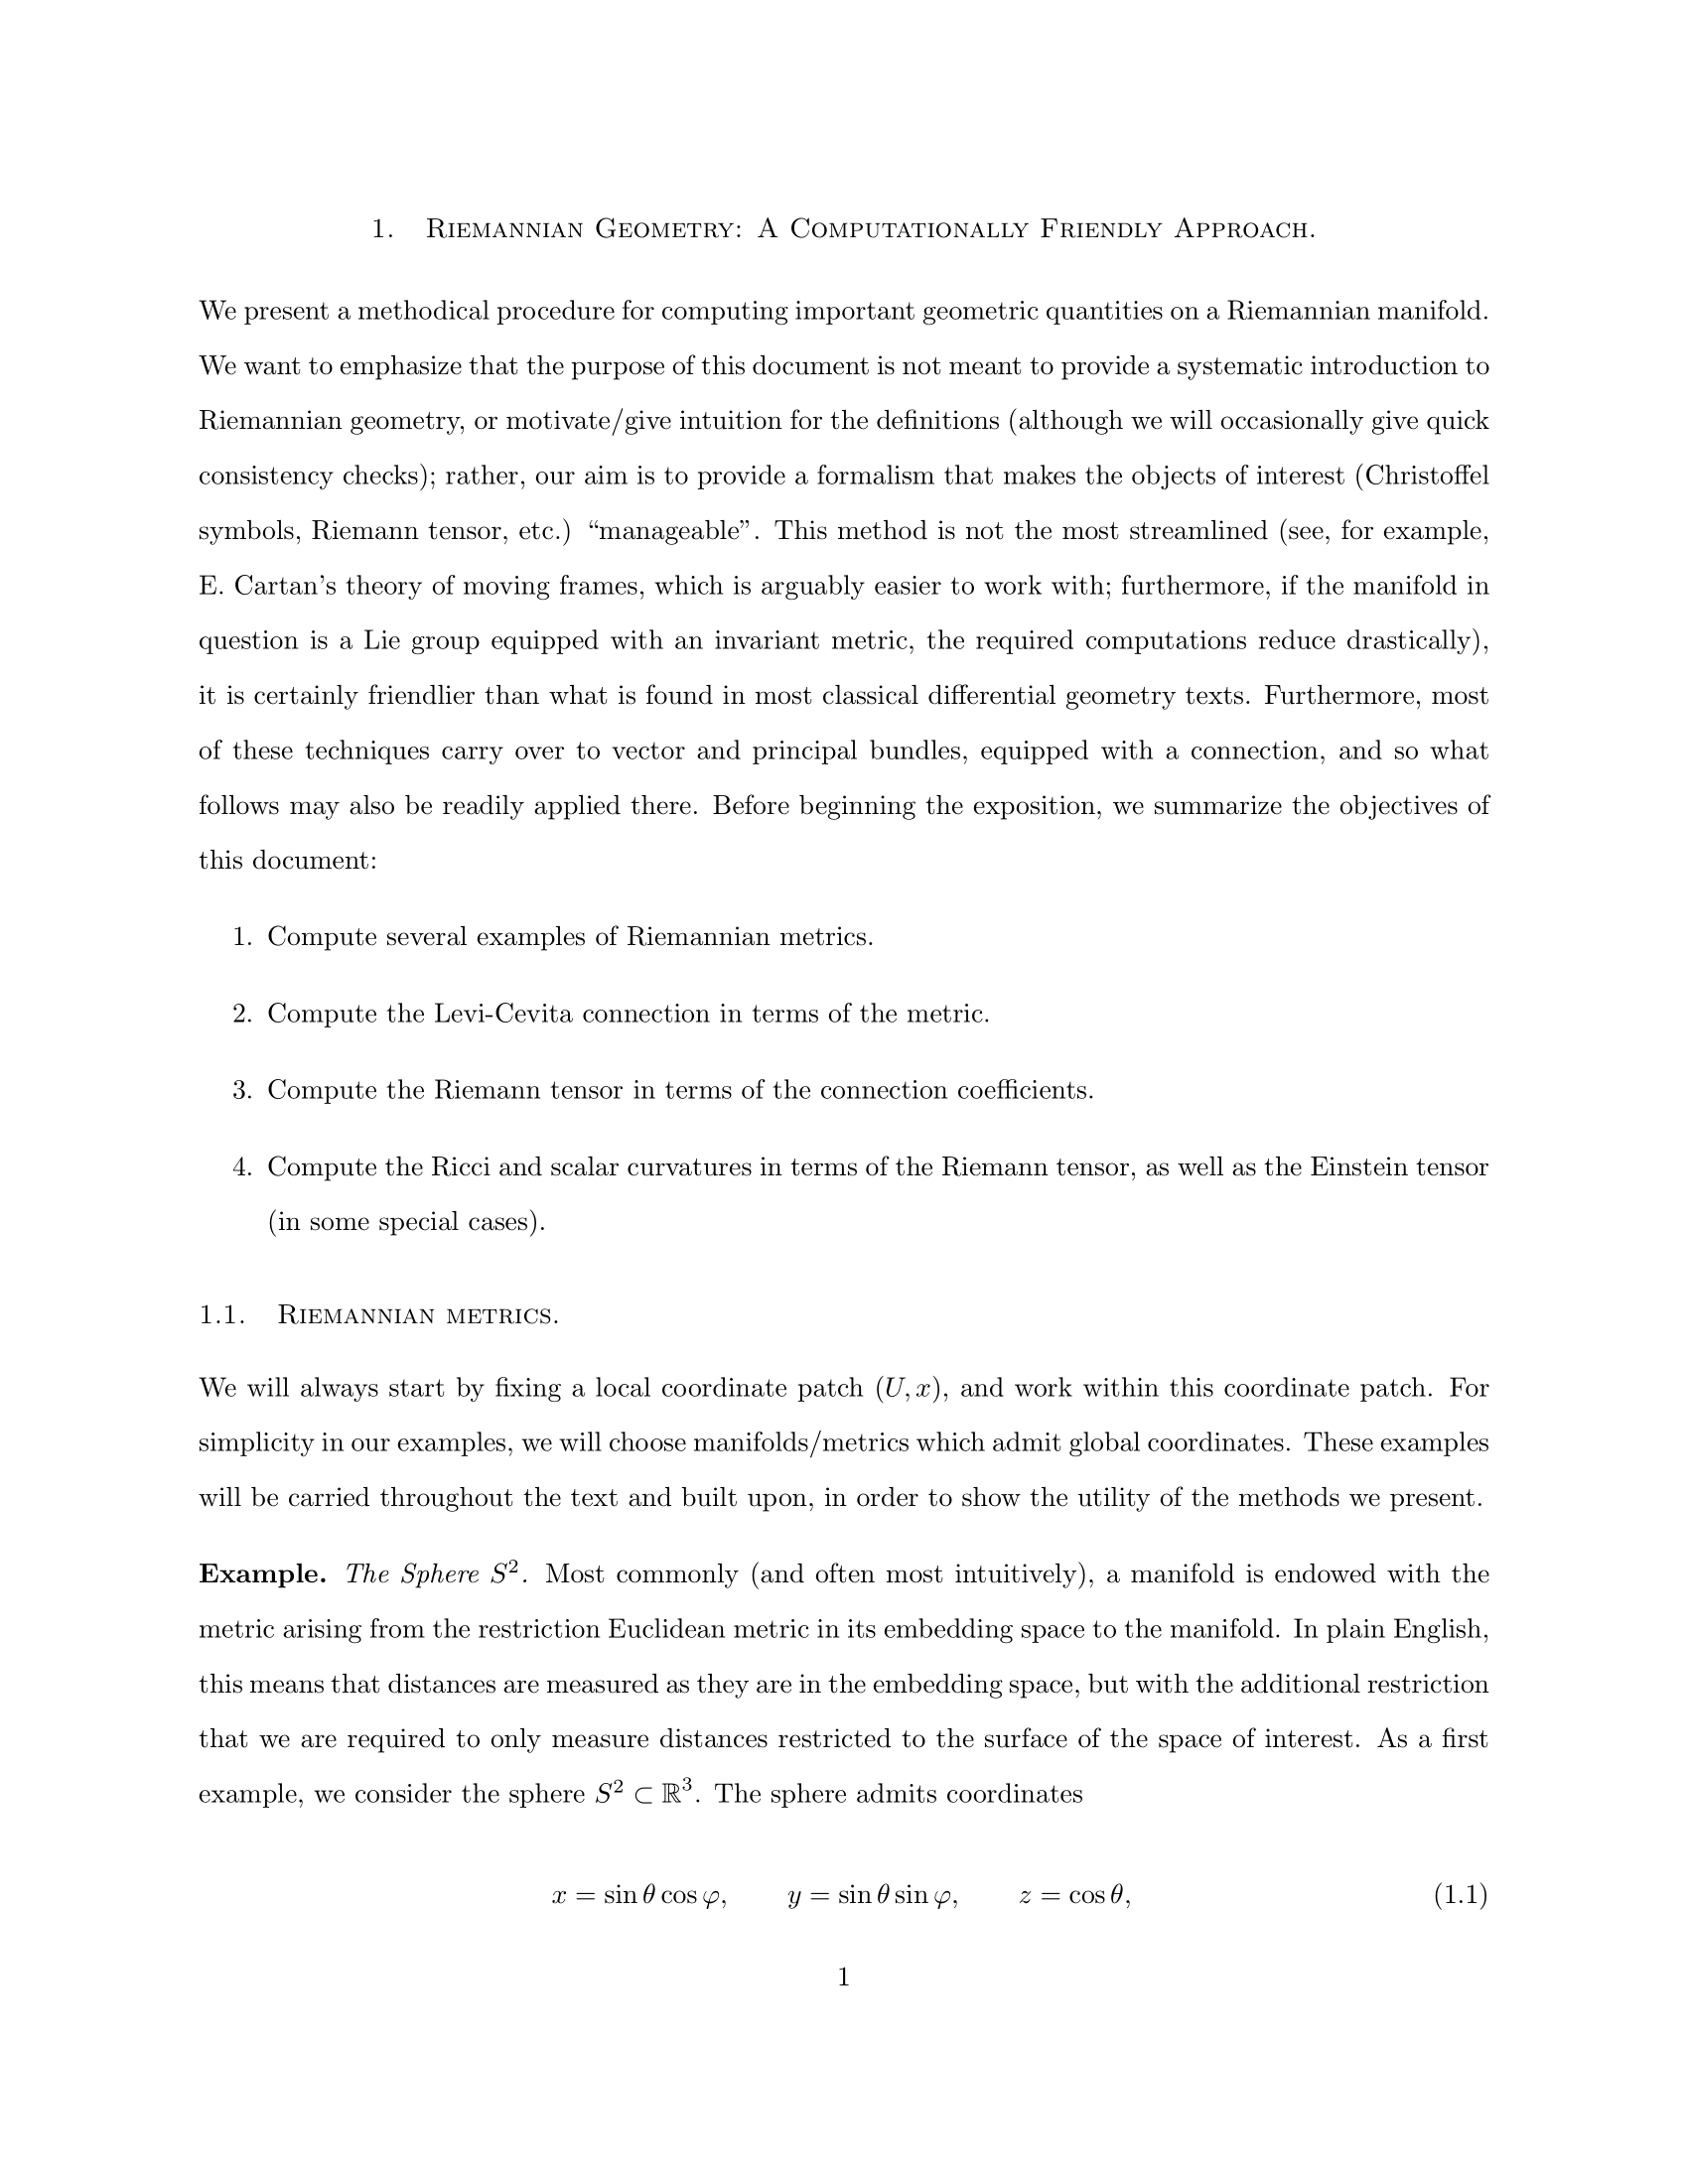 1. Riemannian Geometry: A Computationally Friendly Approach.
We present a methodical procedure for computing important geometric quantities on a Riemannian manifold.
We want to emphasize that the purpose of this document is not meant to provide a systematic introduction to
Riemannian geometry, or motivate/give intuition for the definitions (although we will occasionally give quick
consistency checks); rather, our aim is to provide a formalism that makes the objects of interest (Christoffel
symbols, Riemann tensor, etc.) “manageable”. This method is not the most streamlined (see, for example,
E. Cartan’s theory of moving frames, which is arguably easier to work with; furthermore, if the manifold in
question is a Lie group equipped with an invariant metric, the required computations reduce drastically),
it is certainly friendlier than what is found in most classical differential geometry texts. Furthermore, most
of these techniques carry over to vector and principal bundles, equipped with a connection, and so what
follows may also be readily applied there. Before beginning the exposition, we summarize the objectives of
this document:
1. Compute several examples of Riemannian metrics.
2. Compute the Levi-Cevita connection in terms of the metric.
3. Compute the Riemann tensor in terms of the connection coefficients.
4. Compute the Ricci and scalar curvatures in terms of the Riemann tensor, as well as the Einstein tensor
(in some special cases).
1.1. Riemannian metrics.
We will always start by fixing a local coordinate patch (U, x), and work within this coordinate patch. For
simplicity in our examples, we will choose manifolds/metrics which admit global coordinates. These examples
will be carried throughout the text and built upon, in order to show the utility of the methods we present.
Example. The Sphere S². Most commonly (and often most intuitively), a manifold is endowed with the
metric arising from the restriction Euclidean metric in its embedding space to the manifold. In plain English,
this means that distances are measured as they are in the embedding space, but with the additional restriction
that we are required to only measure distances restricted to the surface of the space of interest. As a first
example, we consider the sphere S² ⊂ ℝ³. The sphere admits coordinates
x = sin θ cos φ, y = sin θ sin φ, z = cos θ, (1.1)
1